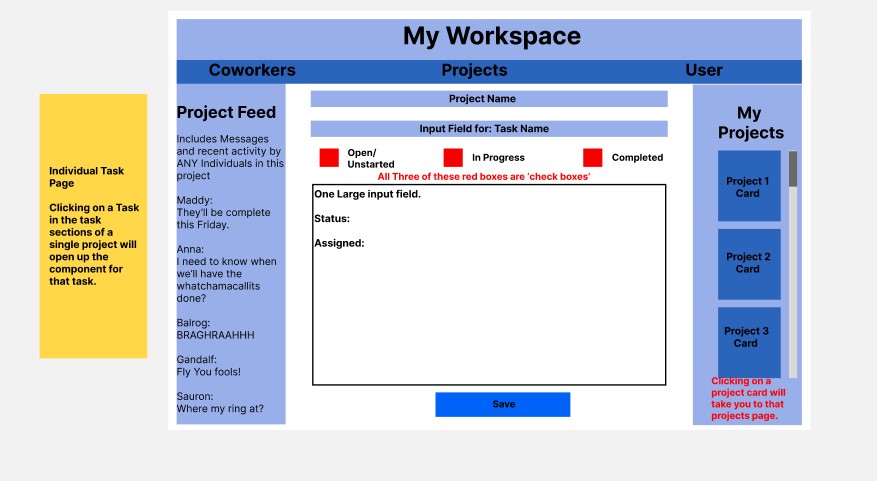 My Workspace
Coworkers
Projects
User
Individual Task
Page
Clicking on a Task
in the task
sections of a
single project will
open up the
component for
that task.
Project Feed
Includes Messages
and recent activity by
ANY Individuals in this
project
Maddy:
They'll be complete
this Friday.
Anna:
I need to know when
we'll have the
whatchamacallits
done?
Balrog:
BRAGHRAAHHH
Gandalf:
Fly You fools!
Sauron:
Where my ring at?
Project Name
Input Field for: Task Name
Open/
Unstarted
In Progress
Completed
All Three of these red boxes are 'check boxes'
One Large input field.
Status:
Assigned:
Save
My
Projects
Project 1
Card
Project 2
Card
Project 3
Card
Clicking on a
project card will
take you to that
projects page.